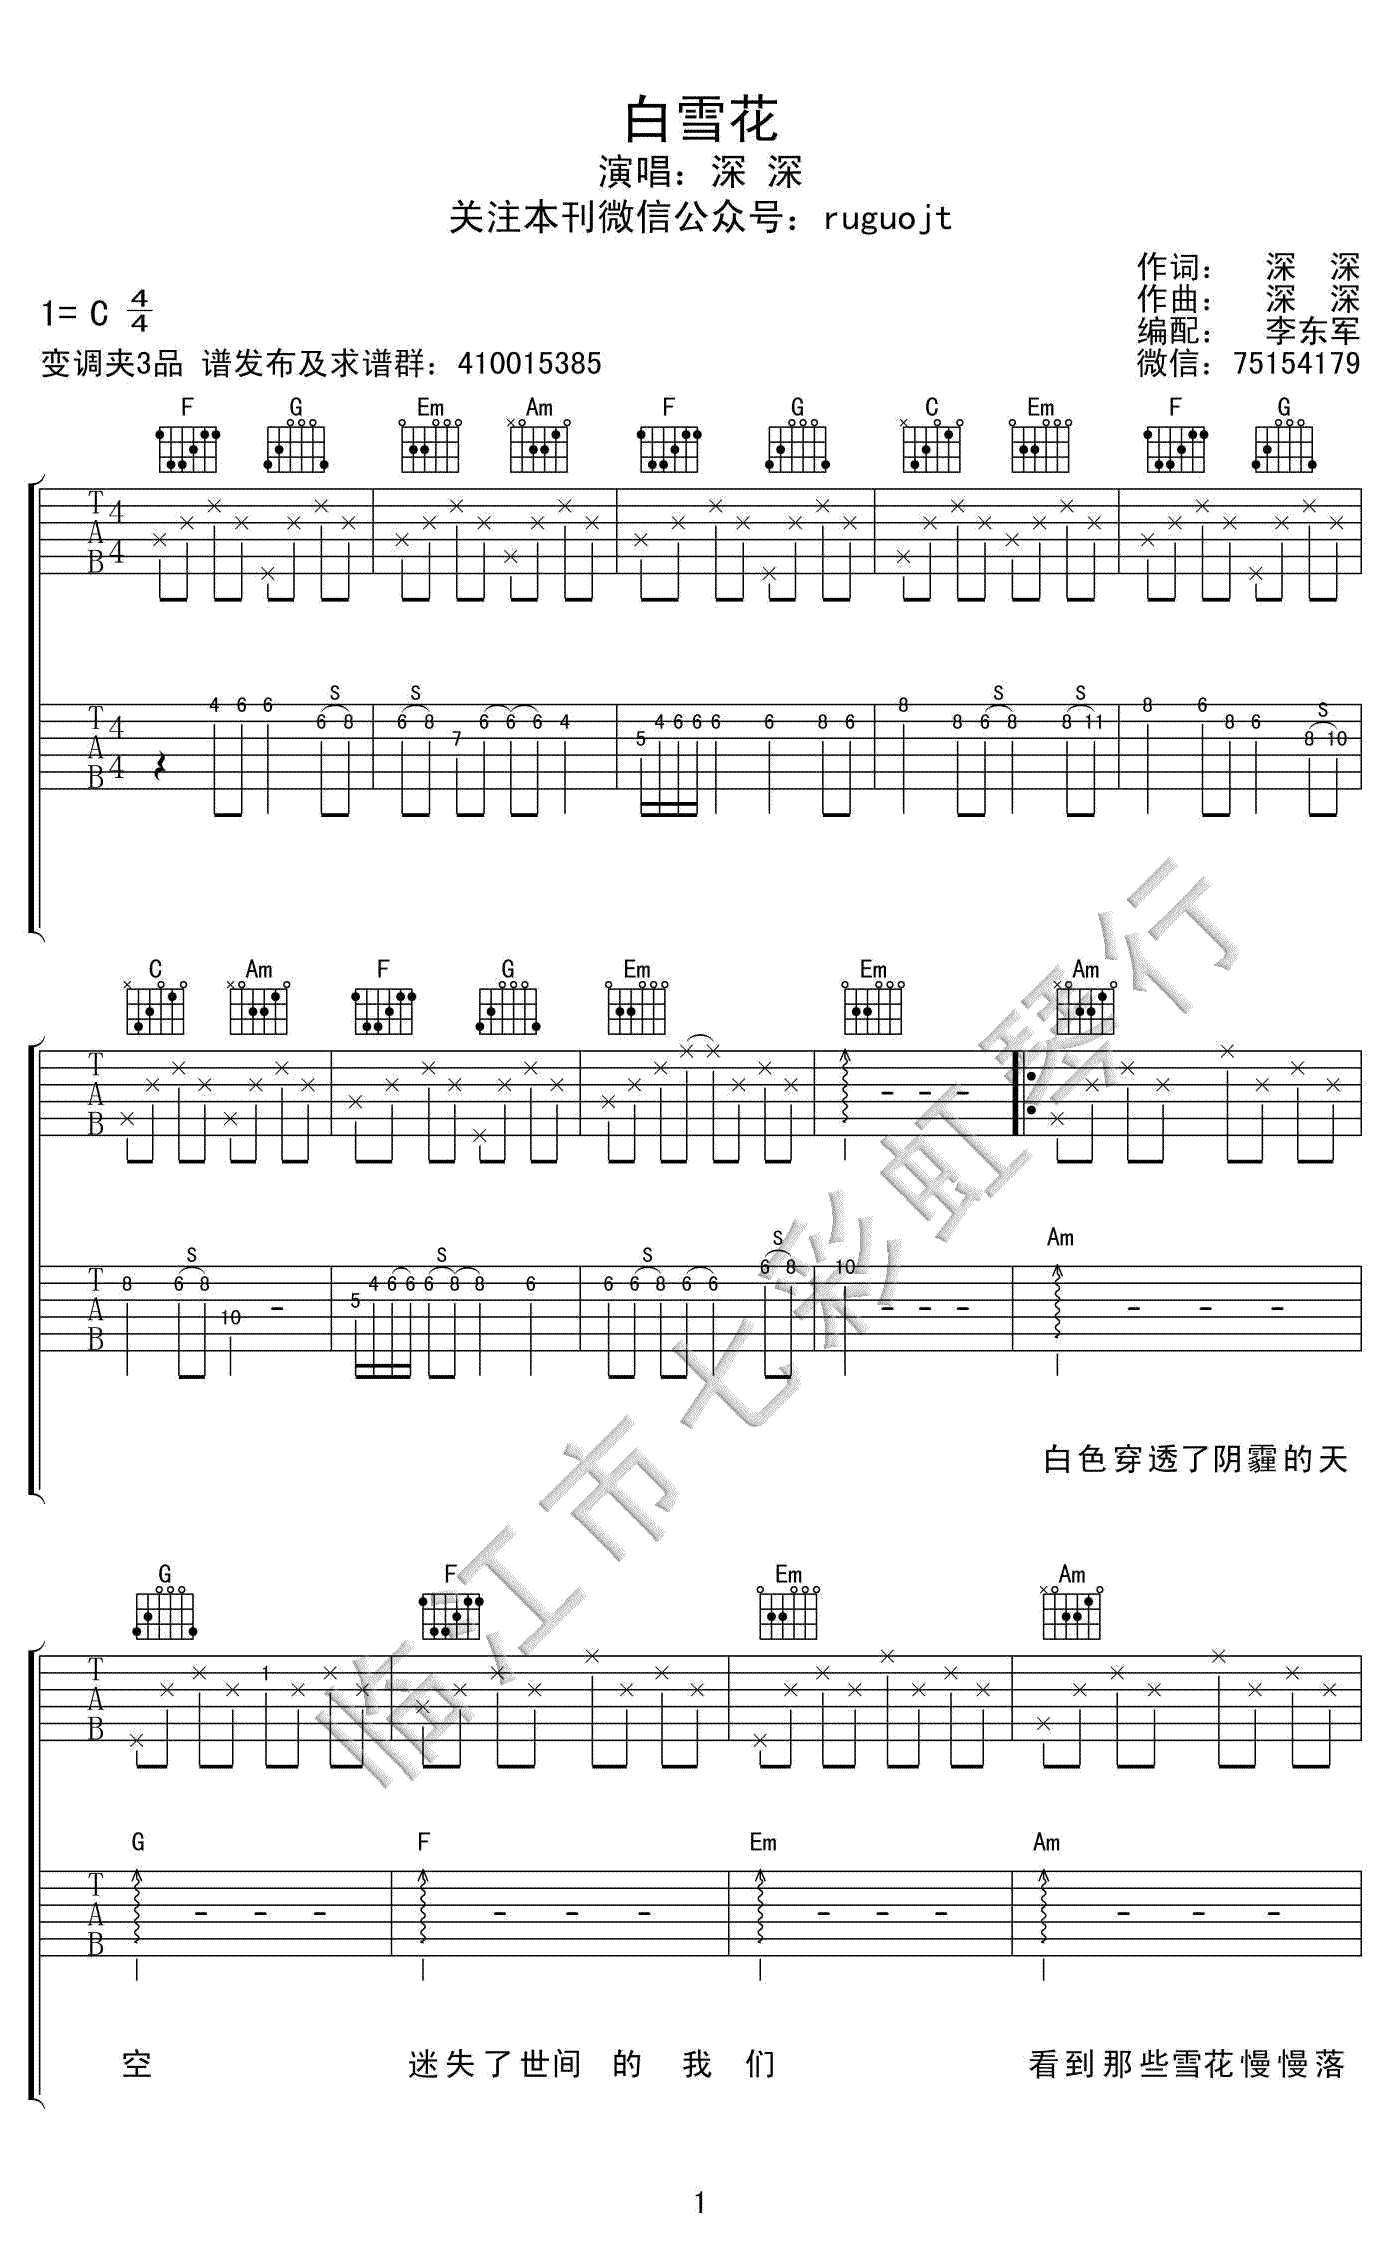 白雪花
演唱：深 深
关注本刊微信公众号：ruguojt
作词： 深 深
作曲： 深 深
编配： 李东军
微信：75154179
1= C 4/4
变调夹3品 谱发布及求谱群：410015385
F G Em Am F G C Em F G
T A B 4 4
S S S S S
T A B 4 4 4 6 6 6 8 6 8 7 6 6 6 4 5 4 6 6 6 6 8 6 8 8 6 8 8 11 8 6 8 6 8 10
C Am F G Em Em Am
T A B
S S S S Am
T A B 8 6 8 10 5 4 6 6 6 8 8 6 6 6 8 6 6 6 8 10
白色穿透了阴霾的天
G F Em Am
T A B 1
G F Em Am
T A B
空 迷失了世间 的 我 们 看到那些雪花慢慢落
临江市七彩虹琴行
1